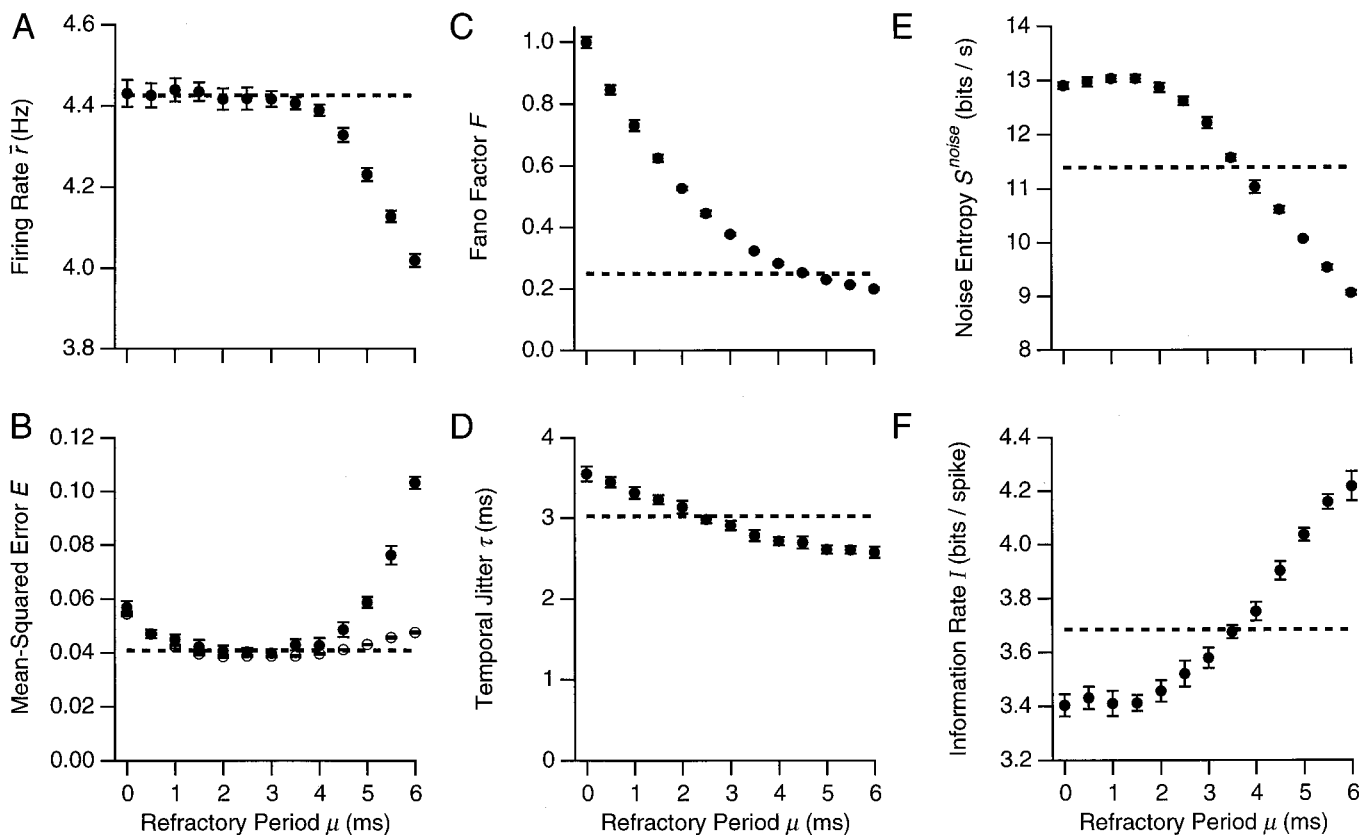 A
4.6
4.4
4.2
4.0
3.8
Firing Rate r̄ (Hz)
C
1.0
0.8
0.6
0.4
0.2
0.0
Fano Factor F
E
14
13
12
11
10
9
8
Noise Entropy S^noise (bits / s)
B
0.12
0.10
0.08
0.06
0.04
0.02
0.00
Mean-Squared Error E
0 1 2 3 4 5 6
Refractory Period μ (ms)
D
4
3
2
1
0
Temporal Jitter τ (ms)
0 1 2 3 4 5 6
Refractory Period μ (ms)
F
4.4
4.2
4.0
3.8
3.6
3.4
3.2
Information Rate I (bits / spike)
0 1 2 3 4 5 6
Refractory Period μ (ms)